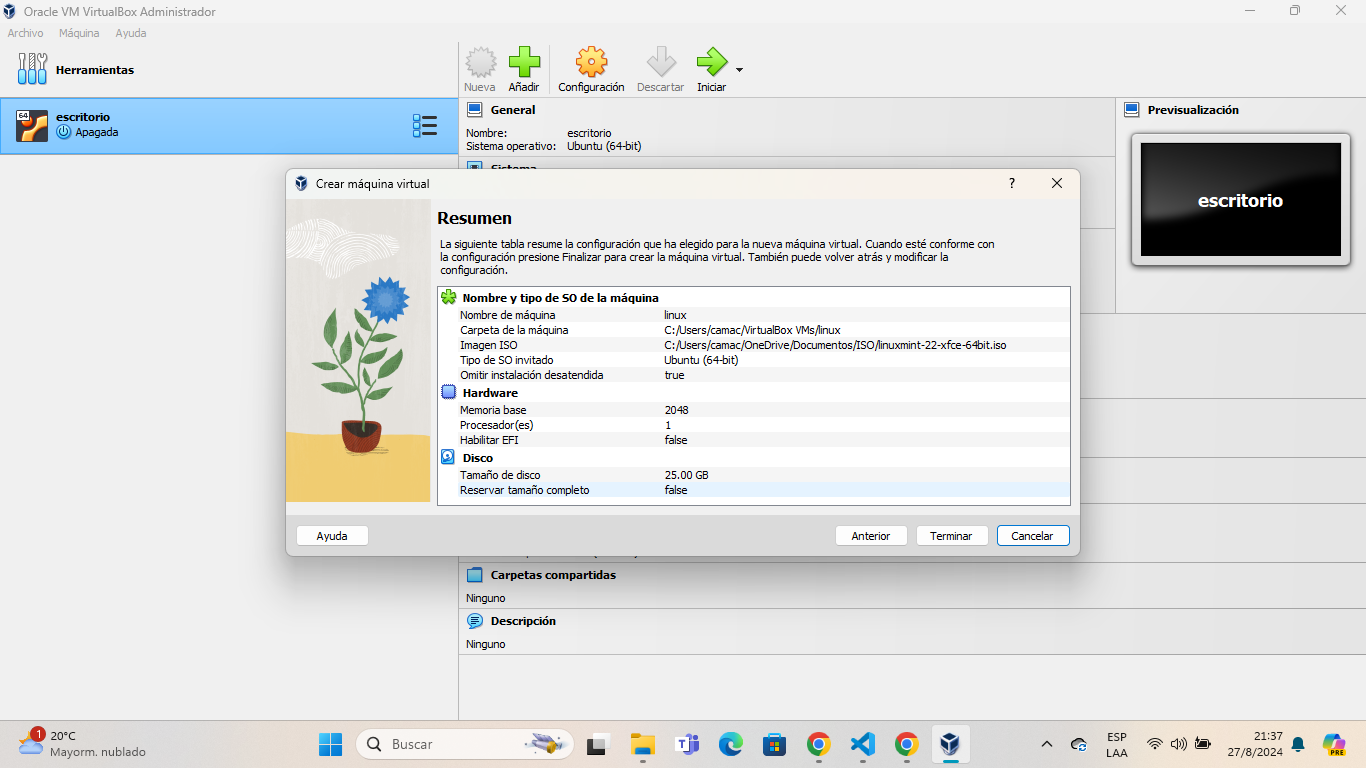 Oracle VM VirtualBox Administrador
Archivo Máquina Ayuda
Herramientas
Nueva Añadir Configuración Descartar Iniciar
64 escritorio
Apagada
General
Nombre: escritorio
Sistema operativo: Ubuntu (64-bit)
Previsualización
escritorio
Sistema
Crear máquina virtual ?
Resumen
La siguiente tabla resume la configuración que ha elegido para la nueva máquina virtual. Cuando esté conforme con
la configuración presione Finalizar para crear la máquina virtual. También puede volver atrás y modificar la
configuración.
Nombre y tipo de SO de la máquina
Nombre de máquina linux
Carpeta de la máquina C:/Users/camac/VirtualBox VMs/linux
Imagen ISO C:/Users/camac/OneDrive/Documentos/ISO/linuxmint-22-xfce-64bit.iso
Tipo de SO invitado Ubuntu (64-bit)
Omitir instalación desatendida true
Hardware
Memoria base 2048
Procesador(es) 1
Habilitar EFI false
Disco
Tamaño de disco 25.00 GB
Reservar tamaño completo false
Ayuda Anterior Terminar Cancelar
Carpetas compartidas
Ninguno
Descripción
Ninguno
1
20°C
Mayorm. nublado
Buscar
ESP
LAA
21:37
27/8/2024
PRE